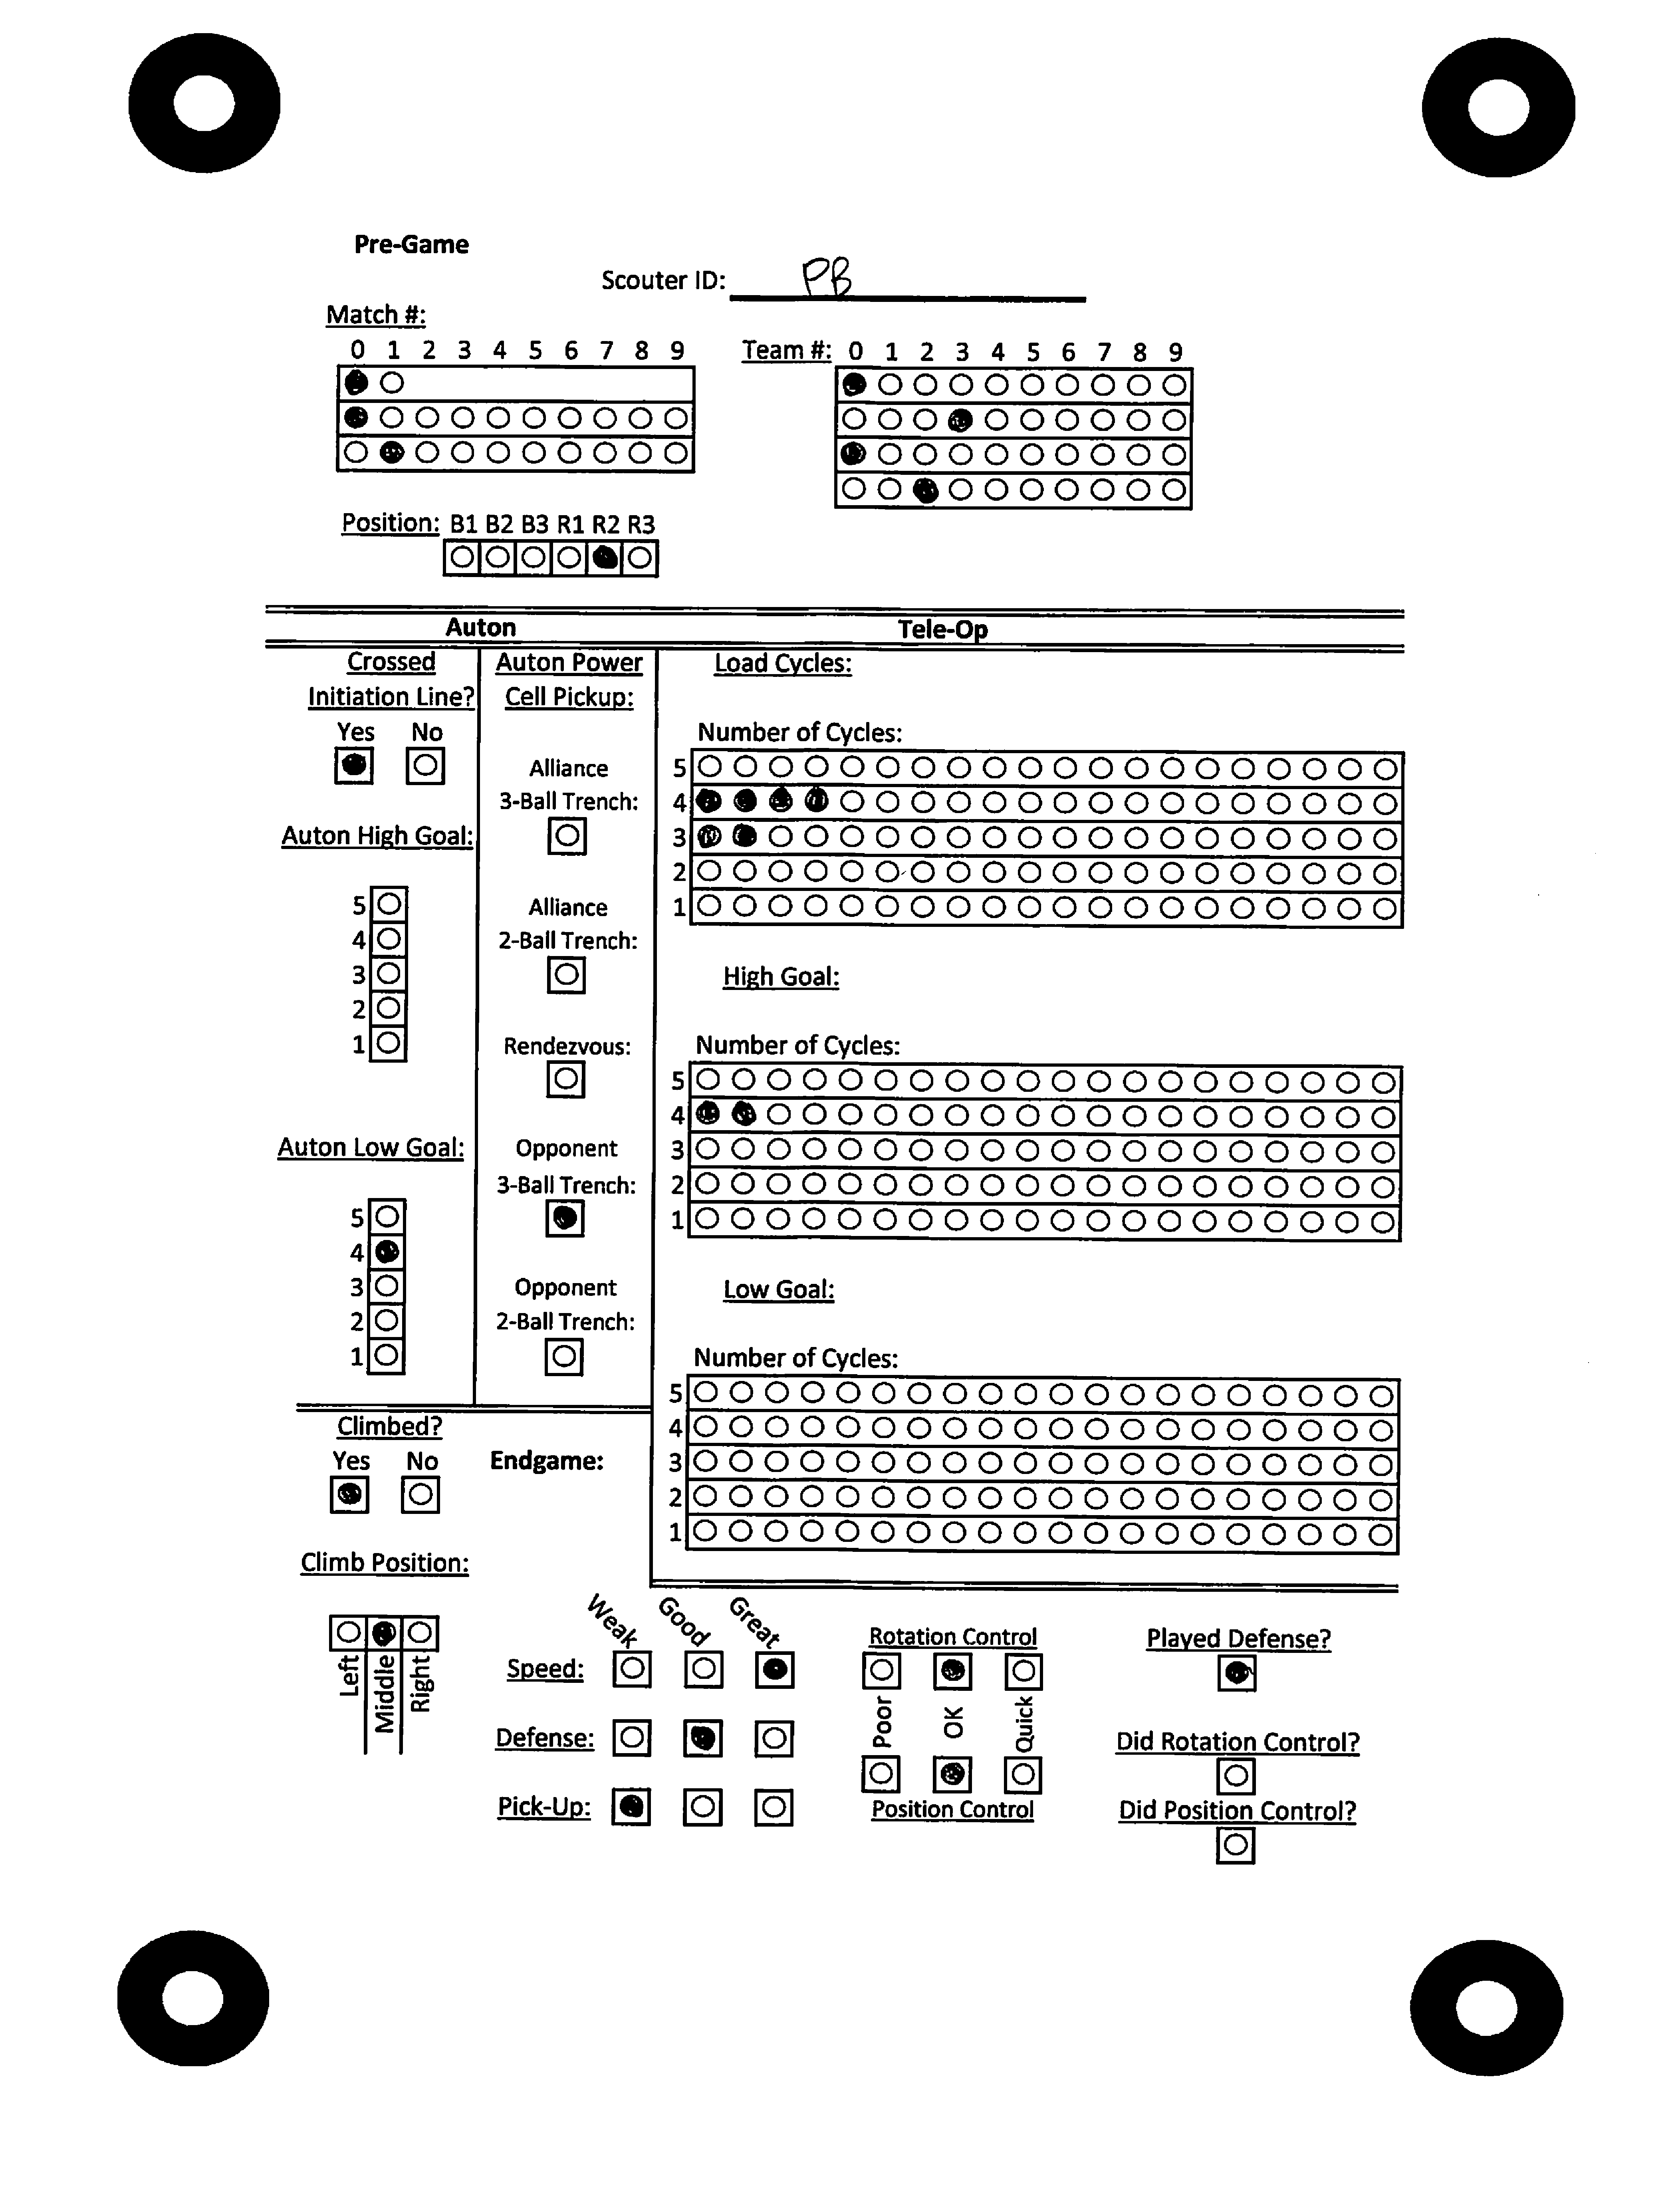 Pre-Game
Scouter ID: PB
Match #:
0 1 2 3 4 5 6 7 8 9
Team #: 0 1 2 3 4 5 6 7 8 9
Position: B1 B2 B3 R1 R2 R3
Auton
Tele-Op
Crossed
Initiation Line?
Yes No
Auton High Goal:
5
4
3
2
1
Auton Low Goal:
5
4
3
2
1
Auton Power
Cell Pickup:
Alliance
3-Ball Trench:
Alliance
2-Ball Trench:
Rendezvous:
Opponent
3-Ball Trench:
Opponent
2-Ball Trench:
Load Cycles:
Number of Cycles:
5
4
3
2
1
High Goal:
Number of Cycles:
5
4
3
2
1
Low Goal:
Number of Cycles:
5
4
3
2
1
Climbed?
Yes No
Endgame:
Climb Position:
Left
Middle
Right
Weak Good Great
Speed:
Defense:
Pick-Up:
Rotation Control
Poor OK Quick
Position Control
Played Defense?
Did Rotation Control?
Did Position Control?